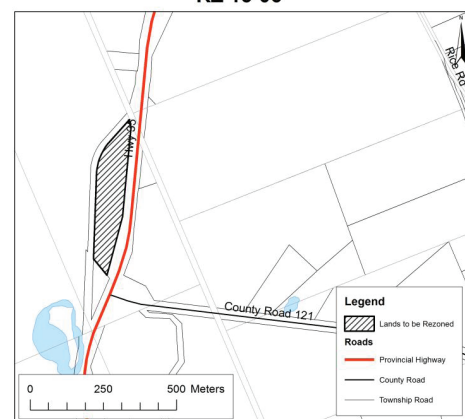 N
Rice Rd
Hwy 35
County Road 121
Legend
Lands to be Rezoned
Roads
Provincial Highway
County Road
Township Road
0 250 500 Meters